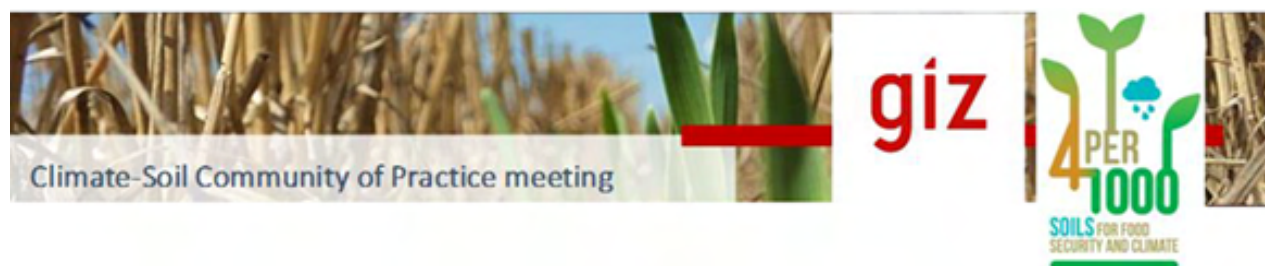 Climate-Soil Community of Practice meeting
giz
4
PER
1000
SOILS FOR FOOD
SECURITY AND CLIMATE